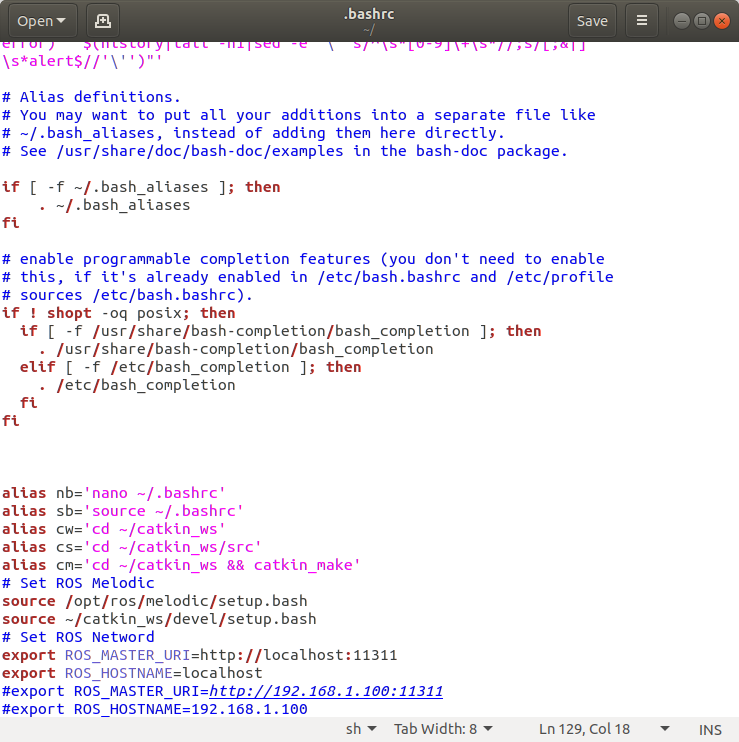 Open
.bashrc
~/
Save
\s*alert$//'\'')"'
# Alias definitions.
# You may want to put all your additions into a separate file like
# ~/.bash_aliases, instead of adding them here directly.
# See /usr/share/doc/bash-doc/examples in the bash-doc package.
if [ -f ~/.bash_aliases ]; then
    . ~/.bash_aliases
fi
# enable programmable completion features (you don't need to enable
# this, if it's already enabled in /etc/bash.bashrc and /etc/profile
# sources /etc/bash.bashrc).
if ! shopt -oq posix; then
  if [ -f /usr/share/bash-completion/bash_completion ]; then
    . /usr/share/bash-completion/bash_completion
  elif [ -f /etc/bash_completion ]; then
    . /etc/bash_completion
  fi
fi
alias nb='nano ~/.bashrc'
alias sb='source ~/.bashrc'
alias cw='cd ~/catkin_ws'
alias cs='cd ~/catkin_ws/src'
alias cm='cd ~/catkin_ws && catkin_make'
# Set ROS Melodic
source /opt/ros/melodic/setup.bash
source ~/catkin_ws/devel/setup.bash
# Set ROS Netword
export ROS_MASTER_URI=http://localhost:11311
export ROS_HOSTNAME=localhost
#export ROS_MASTER_URI=http://192.168.1.100:11311
#export ROS_HOSTNAME=192.168.1.100
sh Tab Width: 8 Ln 129, Col 18 INS